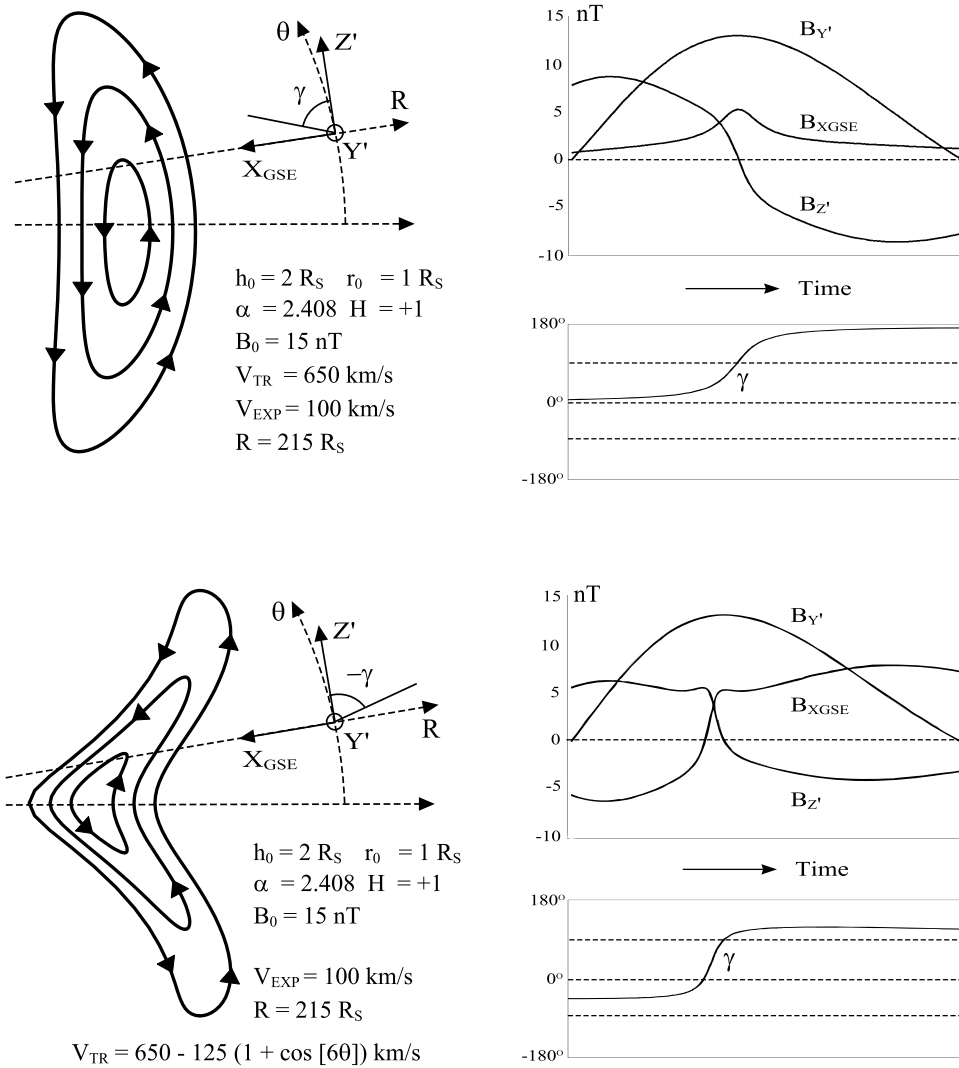 θ
Z'
γ
R
Y'
X_GSE
h₀ = 2 R_S r₀ = 1 R_S
α = 2.408 H = +1
B₀ = 15 nT
V_TR = 650 km/s
V_EXP = 100 km/s
R = 215 R_S
15
nT
B_Y'
10
5
B_XGSE
0
B_Z'
-5
-10
Time
180°
γ
0°
-180°
θ
Z'
−γ
R
Y'
X_GSE
h₀ = 2 R_S r₀ = 1 R_S
α = 2.408 H = +1
B₀ = 15 nT
V_EXP = 100 km/s
R = 215 R_S
V_TR = 650 - 125 (1 + cos [6θ]) km/s
15
nT
B_Y'
10
5
B_XGSE
0
B_Z'
-5
-10
Time
180°
γ
0°
-180°